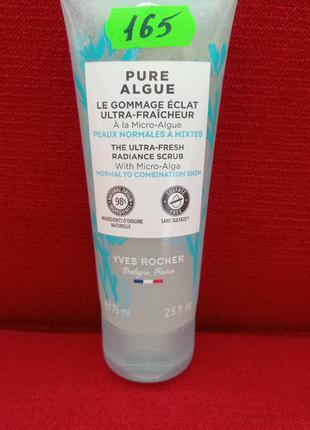 165
PURE
ALGUE
LE GOMMAGE ÉCLAT
ULTRA-FRAÎCHEUR
À la Micro-Algue
PEAUX NORMALES À MIXTES
THE ULTRA-FRESH
RADIANCE SCRUB
With Micro-Alga
NORMAL TO COMBINATION SKIN
98%
SULFATE
FREE
INGRÉDIENTS D'ORIGINE
NATURELLE
SANS SULFATE
YVES ROCHER
Bretagne, France
e 75 ml 2.5 fl. oz